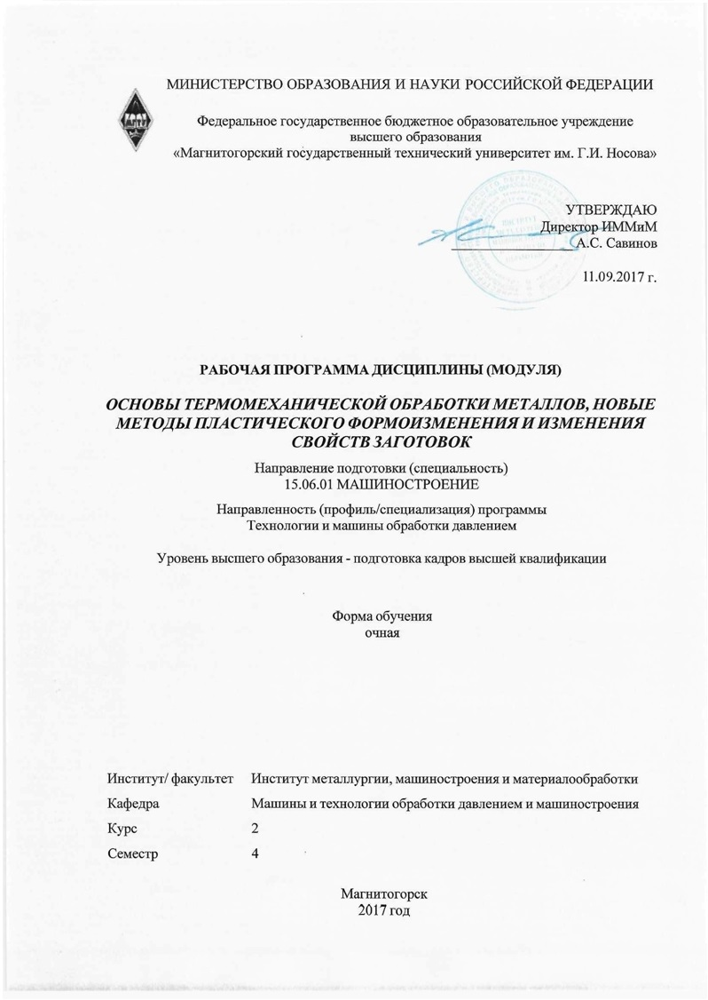 МИНИСТЕРСТВО ОБРАЗОВАНИЯ И НАУКИ РОССИЙСКОЙ ФЕДЕРАЦИИ
Федеральное государственное бюджетное образовательное учреждение
высшего образования
«Магнитогорский государственный технический университет им. Г.И. Носова»
УТВЕРЖДАЮ
Директор ИММиМ
А.С. Савинов
11.09.2017 г.
РАБОЧАЯ ПРОГРАММА ДИСЦИПЛИНЫ (МОДУЛЯ)
ОСНОВЫ ТЕРМОМЕХАНИЧЕСКОЙ ОБРАБОТКИ МЕТАЛЛОВ, НОВЫЕ
МЕТОДЫ ПЛАСТИЧЕСКОГО ФОРМОИЗМЕНЕНИЯ И ИЗМЕНЕНИЯ
СВОЙСТВ ЗАГОТОВОК
Направление подготовки (специальность)
15.06.01 МАШИНОСТРОЕНИЕ
Направленность (профиль/специализация) программы
Технологии и машины обработки давлением
Уровень высшего образования - подготовка кадров высшей квалификации
Форма обучения
очная
Институт/ факультет Институт металлургии, машиностроения и материалообработки
Кафедра Машины и технологии обработки давлением и машиностроения
Курс 2
Семестр 4
Магнитогорск
2017 год